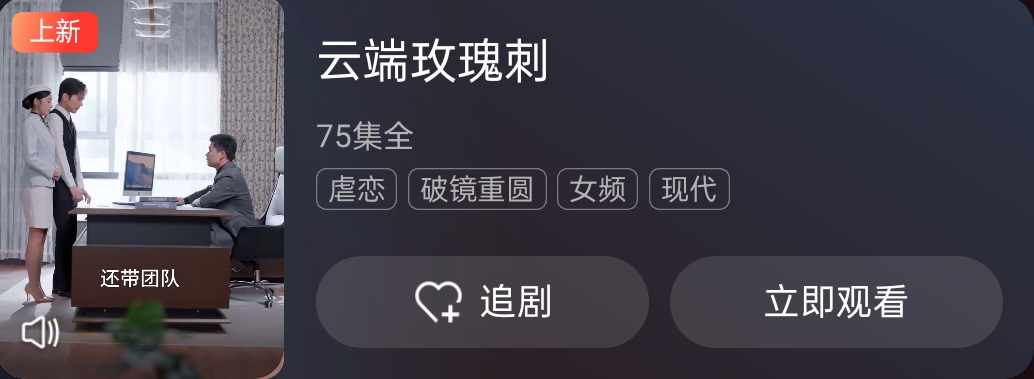 上新
云端玫瑰刺
75集全
虐恋 破镜重圆 女频 现代
还带团队
追剧 立即观看